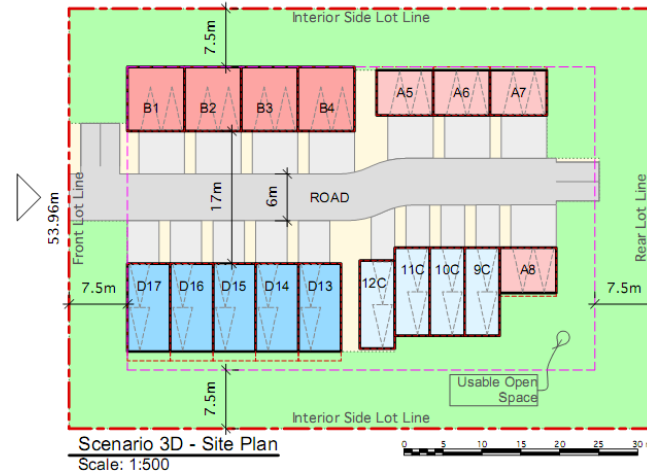 Interior Side Lot Line
7.5m
B1
B2
B3
B4
A5
A6
A7
53.96m
Front Lot Line
17m
6m
ROAD
Rear Lot Line
D17
D16
D15
D14
D13
12C
11C
10C
9C
A8
7.5m
7.5m
7.5m
Usable Open
Space
Interior Side Lot Line
Scenario 3D - Site Plan
Scale: 1:500
0 5 10 15 20 25 30